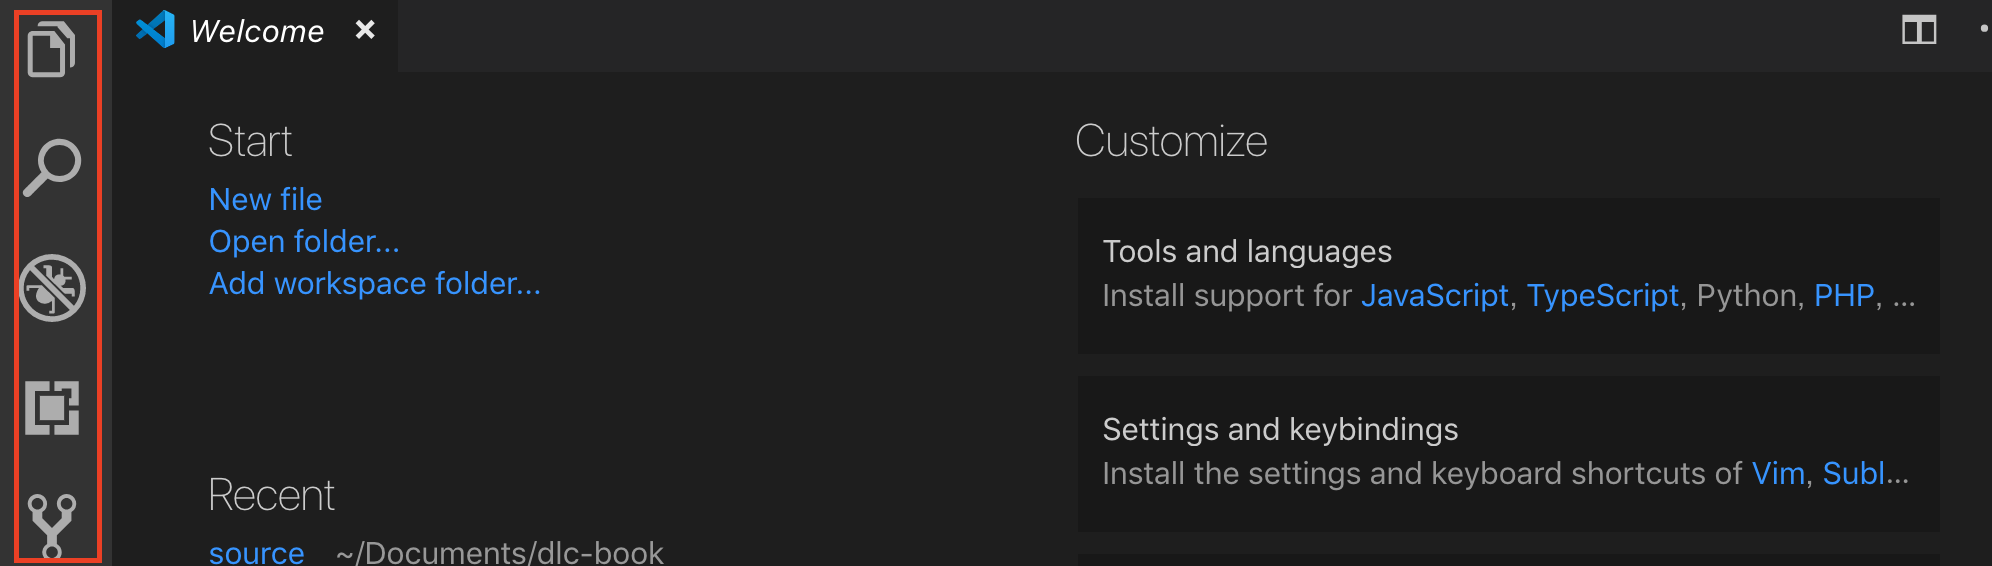 Welcome
Start
New file
Open folder...
Add workspace folder...
Recent
source ~/Documents/dlc-book
Customize
Tools and languages
Install support for JavaScript, TypeScript, Python, PHP, ...
Settings and keybindings
Install the settings and keyboard shortcuts of Vim, Subl...